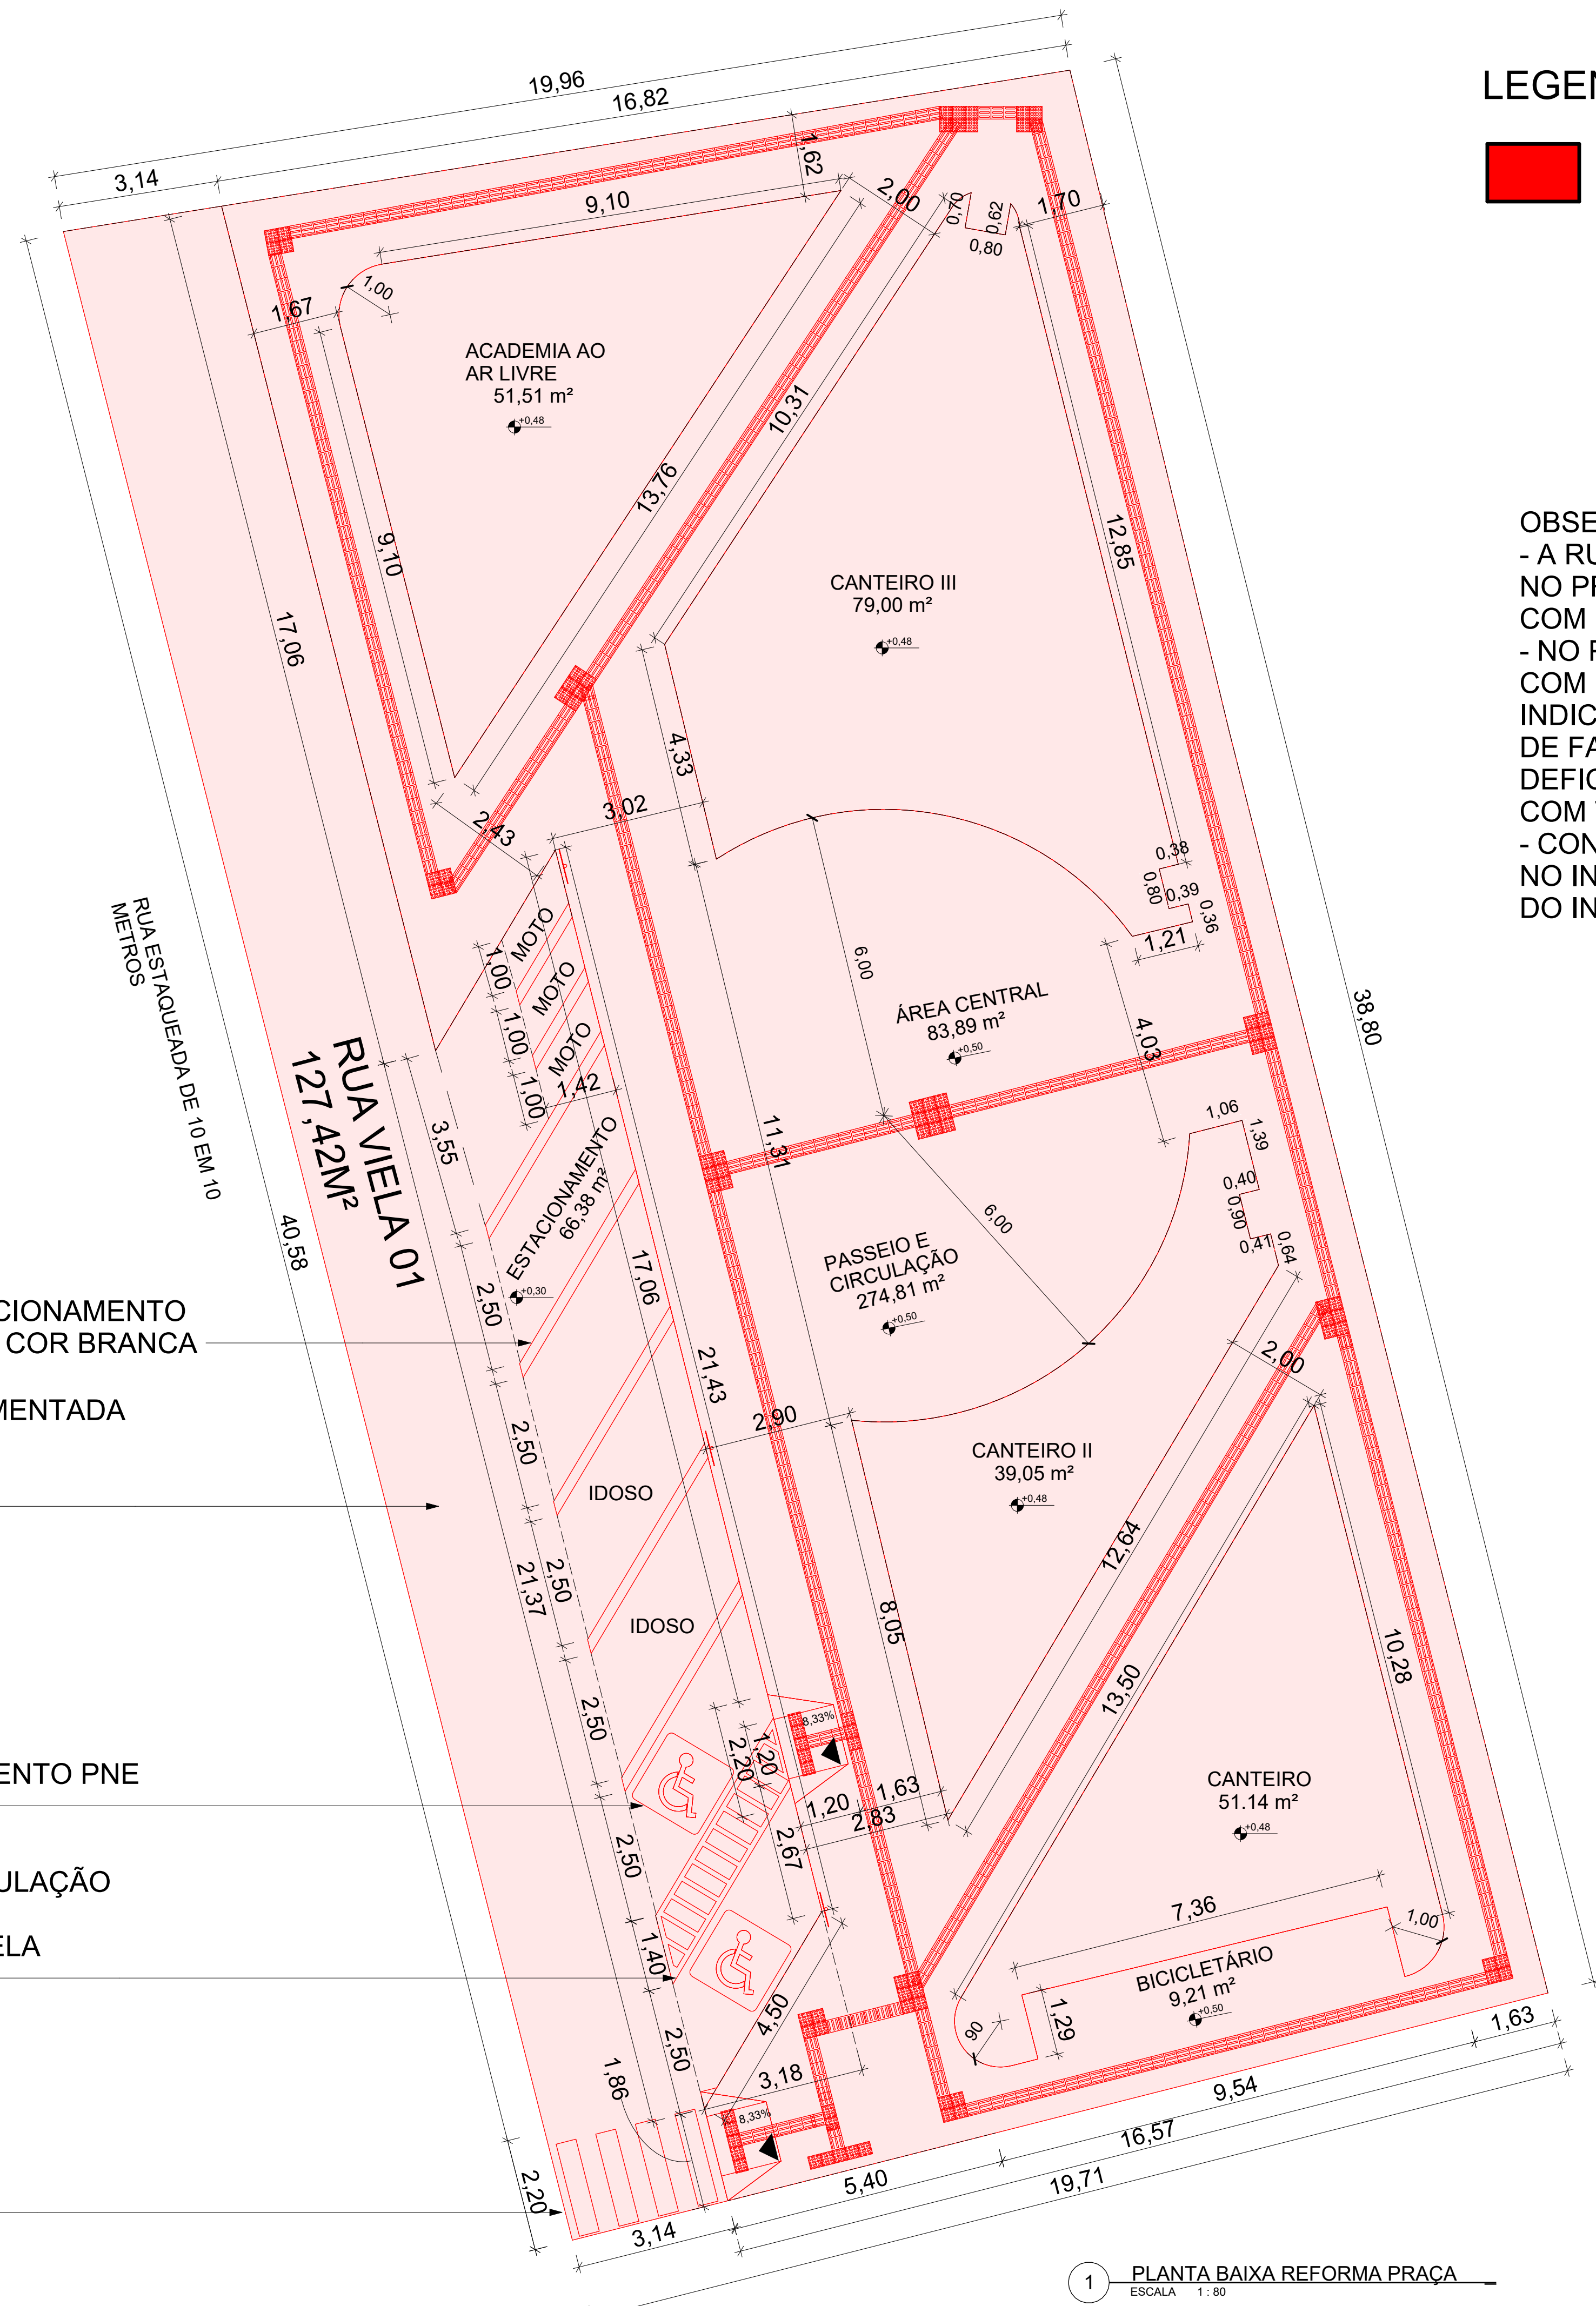 19,96
16,82
3,14
LEGEN
1,62
9,10
2,00
0,70
0,62
1,70
0,80
1,00
1,67
ACADEMIA AO
AR LIVRE
51,51 m²
+0,48
10,31
13,76
12,85
9,10
17,06
CANTEIRO III
79,00 m²
+0,48
OBSE
- A RU
NO PR
COM
- NO F
COM
INDIC
DE FA
DEFIC
COM
- CON
NO IN
DO IN
4,33
3,02
2,43
0,38
0,80
0,39
0,36
1,21
RUA ESTAQUEADA DE 10 EM 10
METROS
MOTO
MOTO
MOTO
1,00
1,00
1,00
1,42
6,00
ÁREA CENTRAL
83,89 m²
+0,50
4,03
38,80
RUA VIELA 01
127,42M²
3,55
11,31
1,06
1,39
0,40
0,90
0,41
0,64
ESTACIONAMENTO
66,38 m²
+0,30
40,58
17,06
6,00
PASSEIO E
CIRCULAÇÃO
274,81 m²
+0,50
CIONAMENTO
COR BRANCA
2,50
21,43
2,00
MENTADA
2,50
2,90
CANTEIRO II
39,05 m²
+0,48
IDOSO
12,64
2,50
21,37
IDOSO
8,05
10,28
13,50
2,50
8,33%
1,20
2,20
ENTO PNE
CANTEIRO
51.14 m²
+0,48
1,20
1,63
2,83
2,67
2,50
ULAÇÃO
7,36
1,00
ELA
1,40
BICICLETÁRIO
9,21 m²
+0,50
4,50
90
1,29
1,63
2,50
1,86
3,18
9,54
8,33%
16,57
2,20
5,40
19,71
3,14
1
PLANTA BAIXA REFORMA PRAÇA
ESCALA 1 : 80